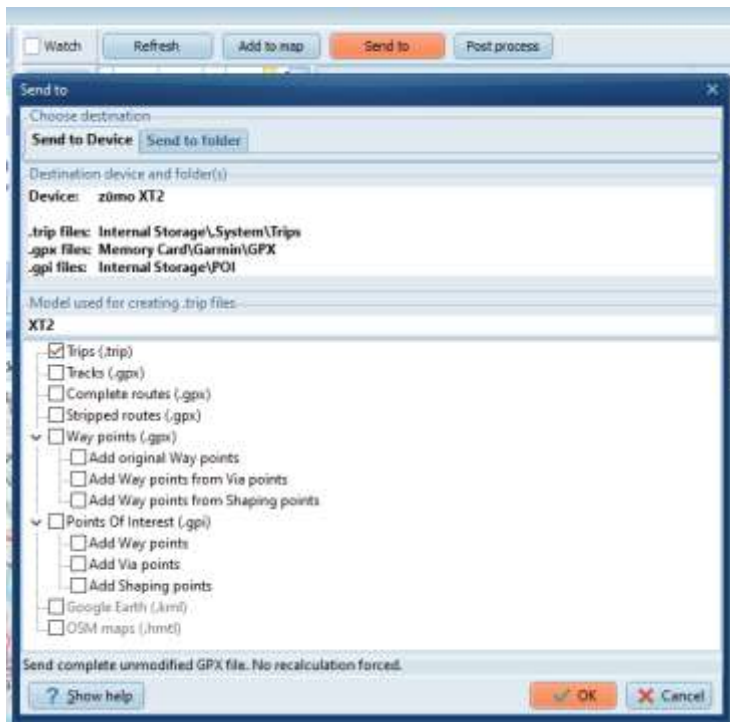 Watch Refresh Add to map Send to Post process
Send to
Choose destination
Send to Device Send to folder
Destination device and folder(s)
Device: zūmo XT2
.trip files: Internal Storage\.System\Trips
.gpx files: Memory Card\Garmin\GPX
.gpi files: Internal Storage\POI
Model used for creating .trip files
XT2
Trips (.trip)
Tracks (.gpx)
Complete routes (.gpx)
Stripped routes (.gpx)
Way points (.gpx)
Add original Way points
Add Way points from Via points
Add Way points from Shaping points
Points Of Interest (.gpi)
Add Way points
Add Via points
Add Shaping points
Google Earth (.kml)
OSM maps (.hmtl)
Send complete unmodified GPX file. No recalculation forced.
? Show help OK Cancel